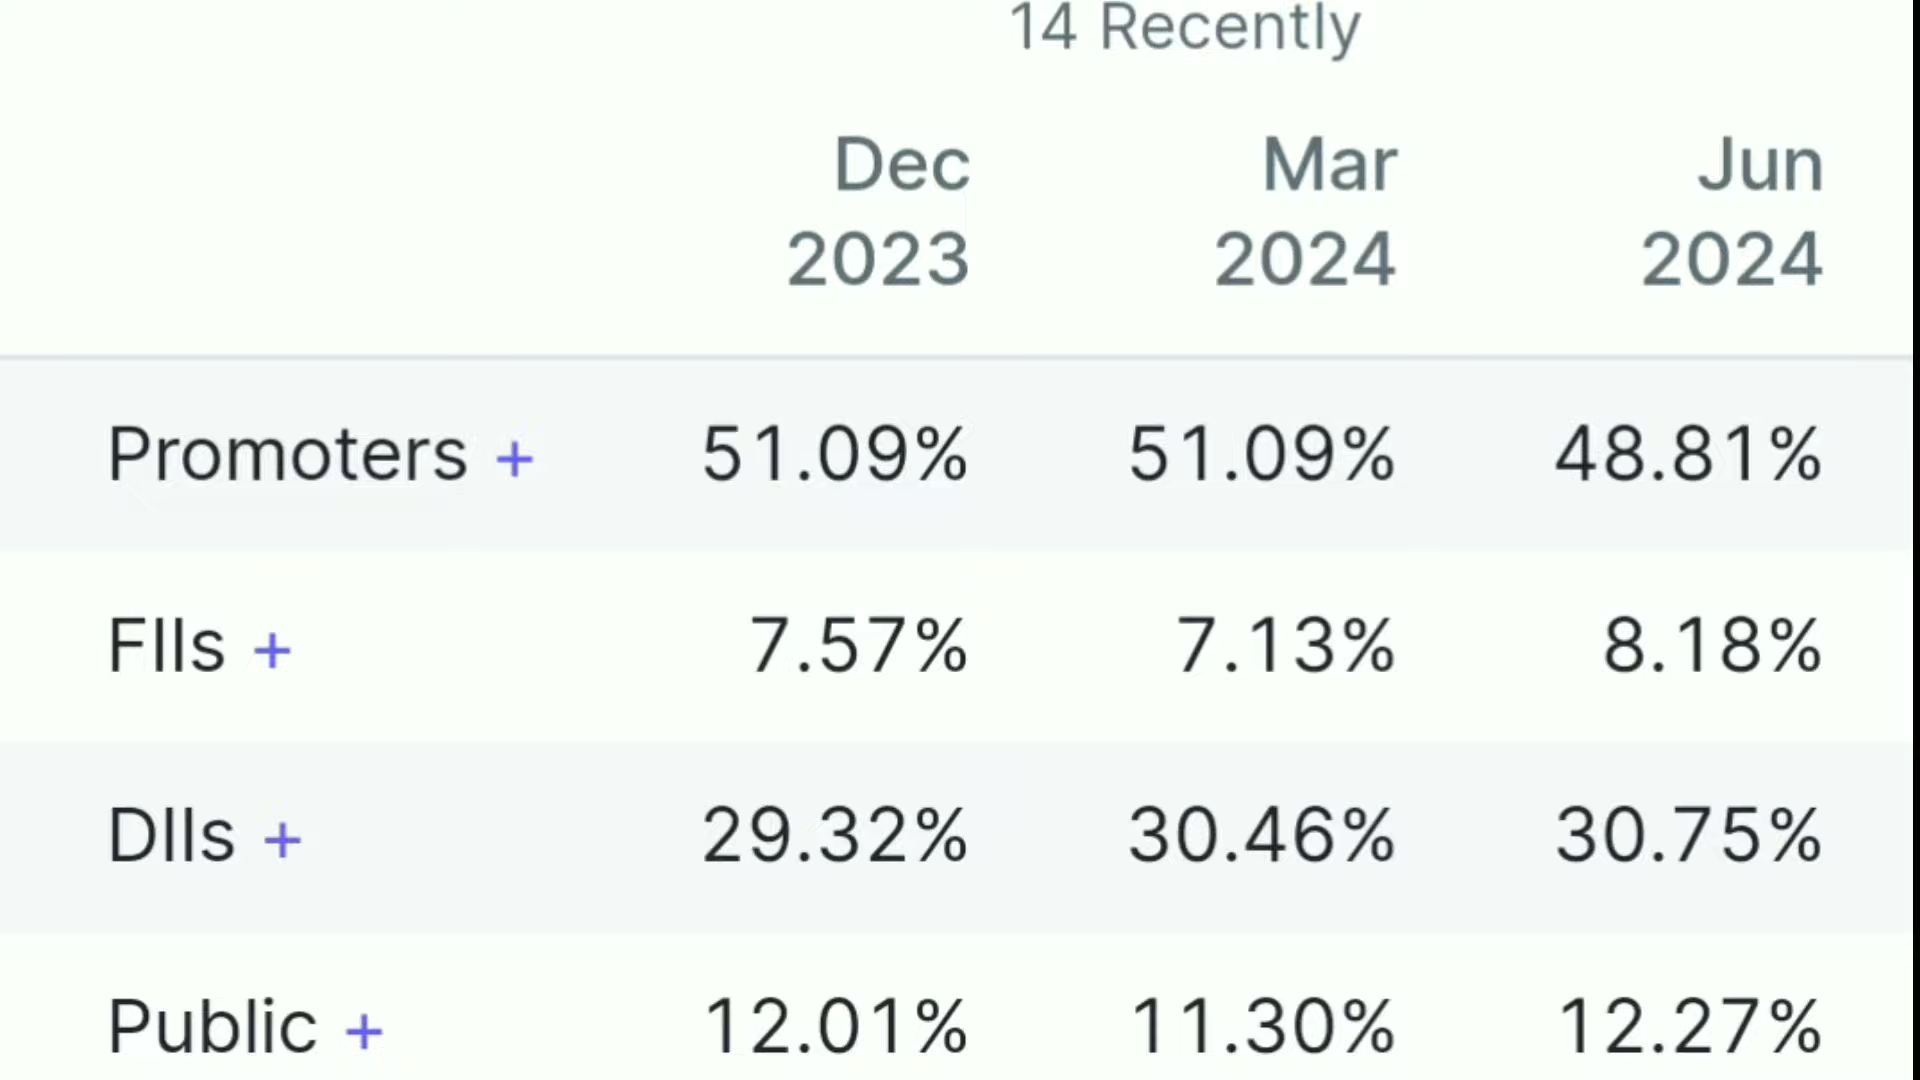 14 Recently
Dec 2023 Mar 2024 Jun 2024
Promoters + 51.09% 51.09% 48.81%
FIIs + 7.57% 7.13% 8.18%
DIIs + 29.32% 30.46% 30.75%
Public + 12.01% 11.30% 12.27%